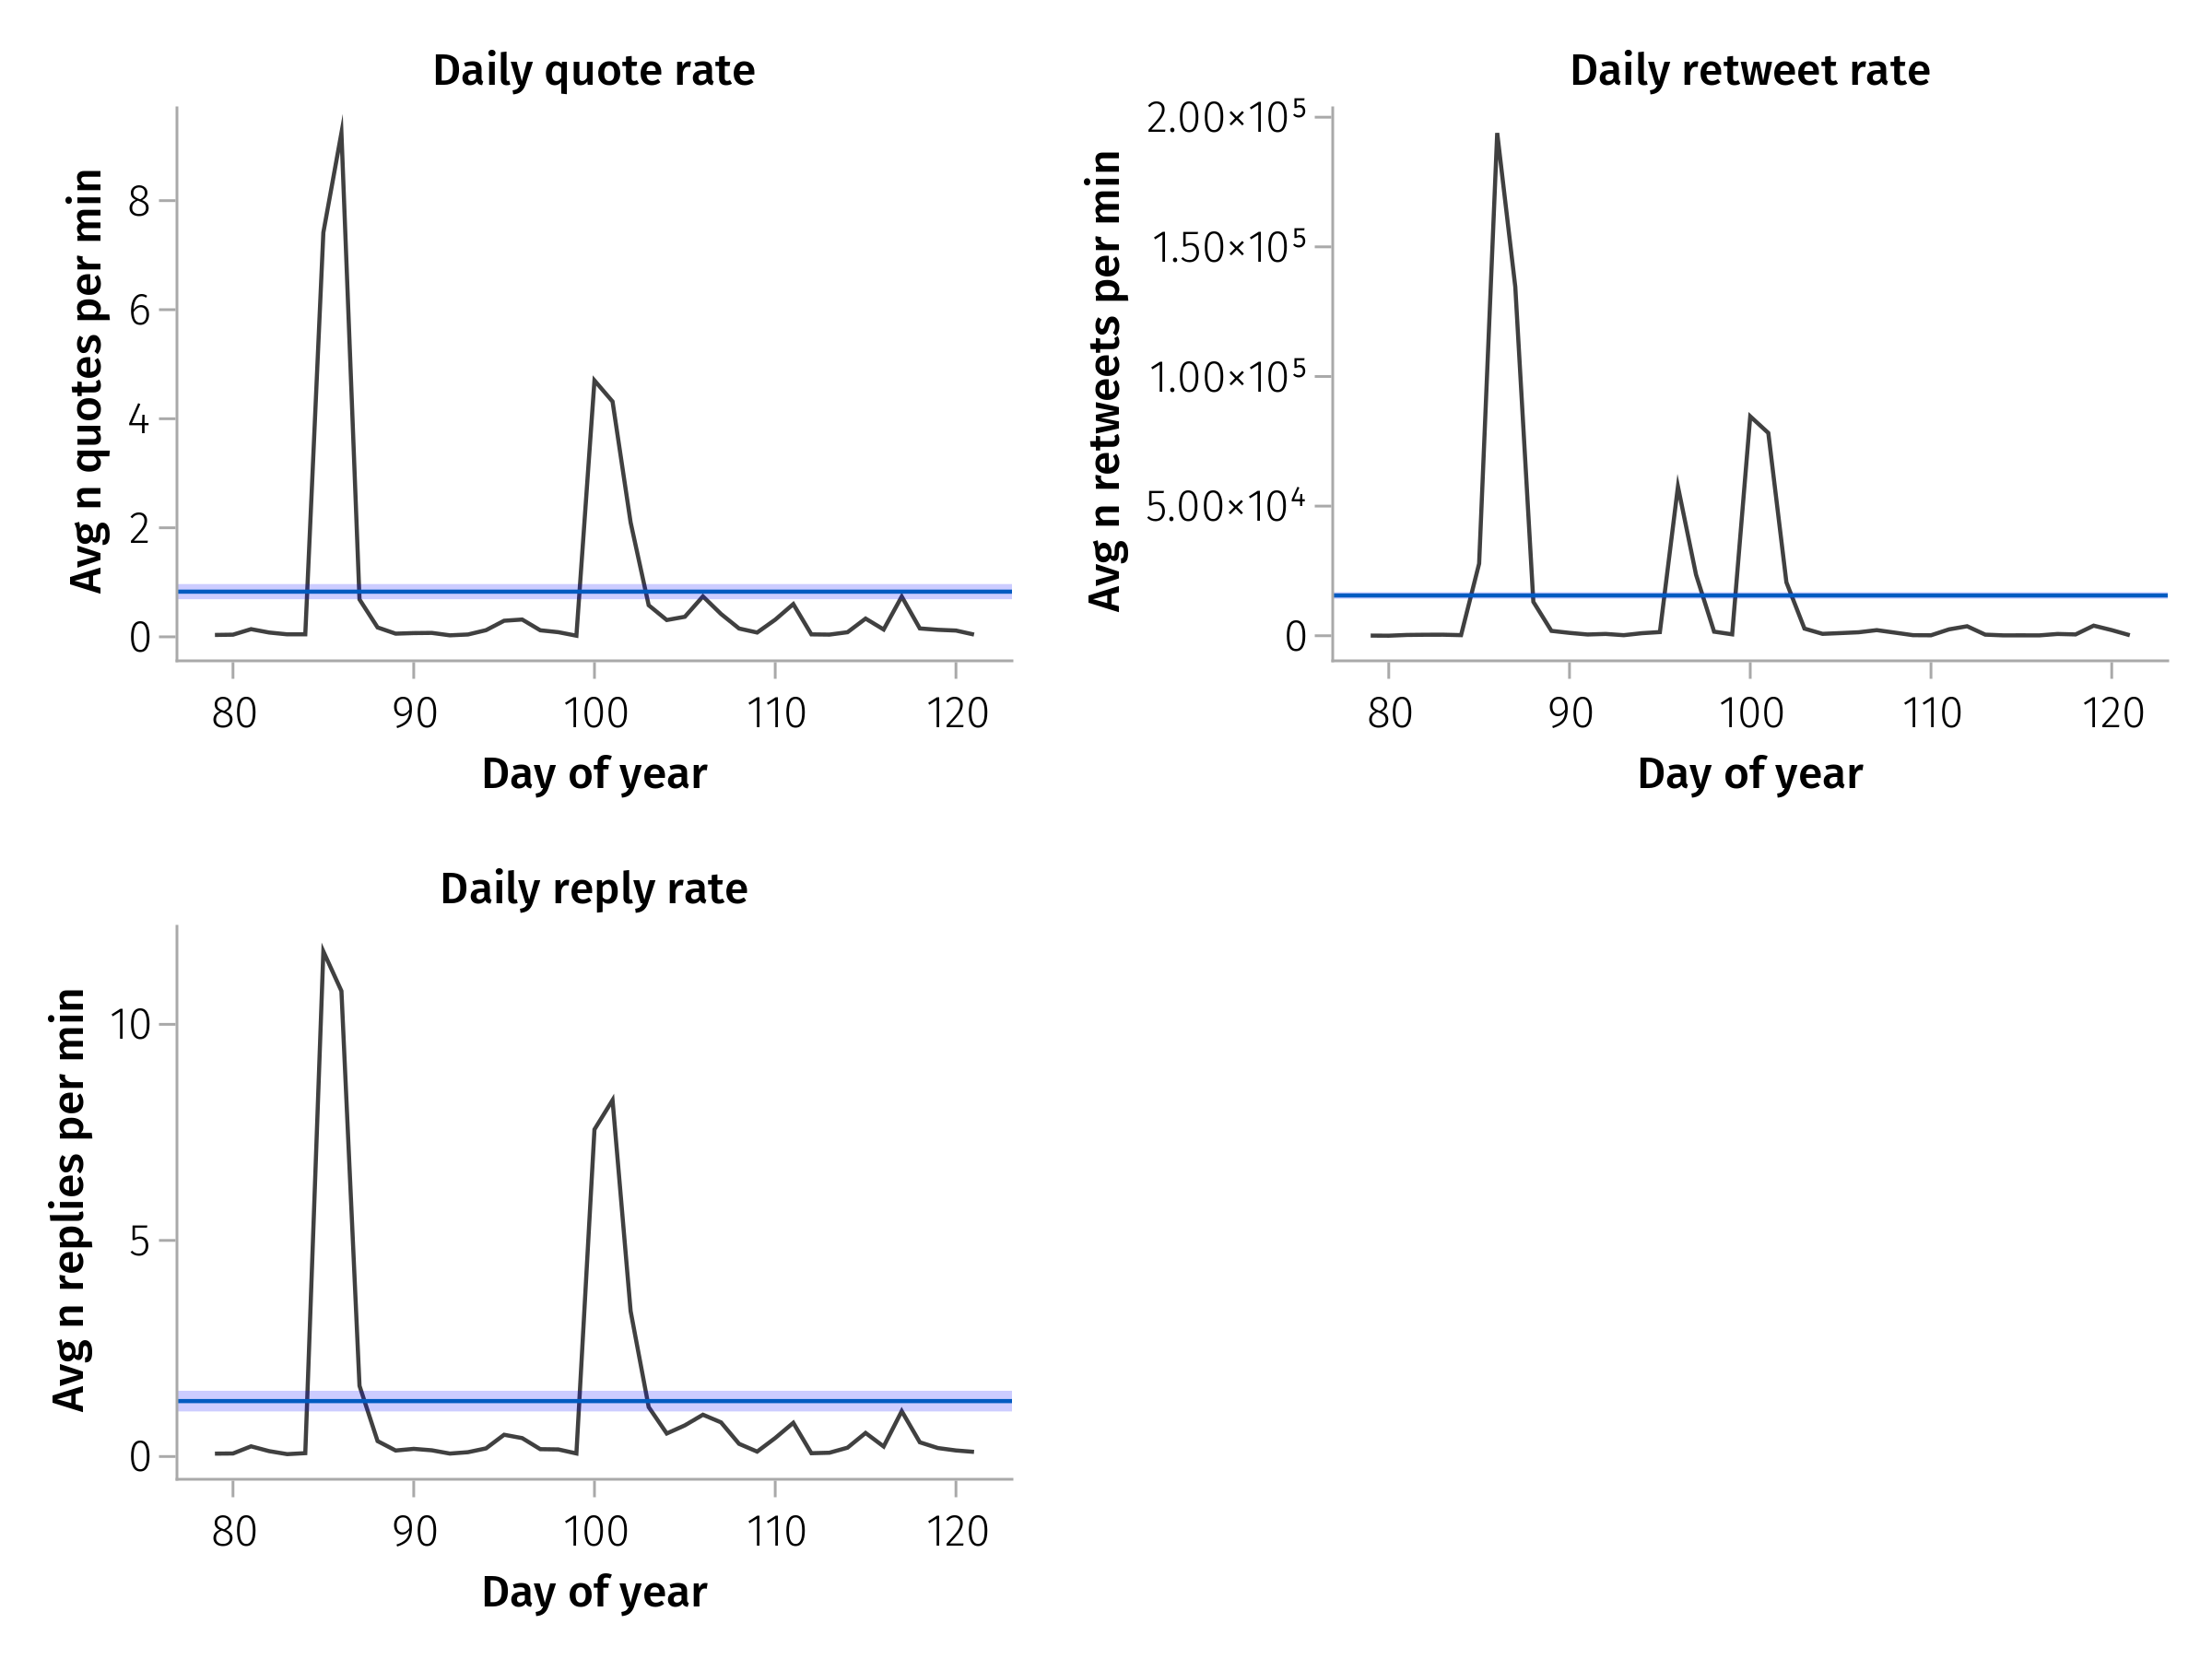 Daily quote rate
Avg n quotes per min
8
6
4
2
0
80 90 100 110 120
Day of year
Daily retweet rate
Avg n retweets per min
2.00×10⁵
1.50×10⁵
1.00×10⁵
5.00×10⁴
0
80 90 100 110 120
Day of year
Daily reply rate
Avg n replies per min
10
5
0
80 90 100 110 120
Day of year